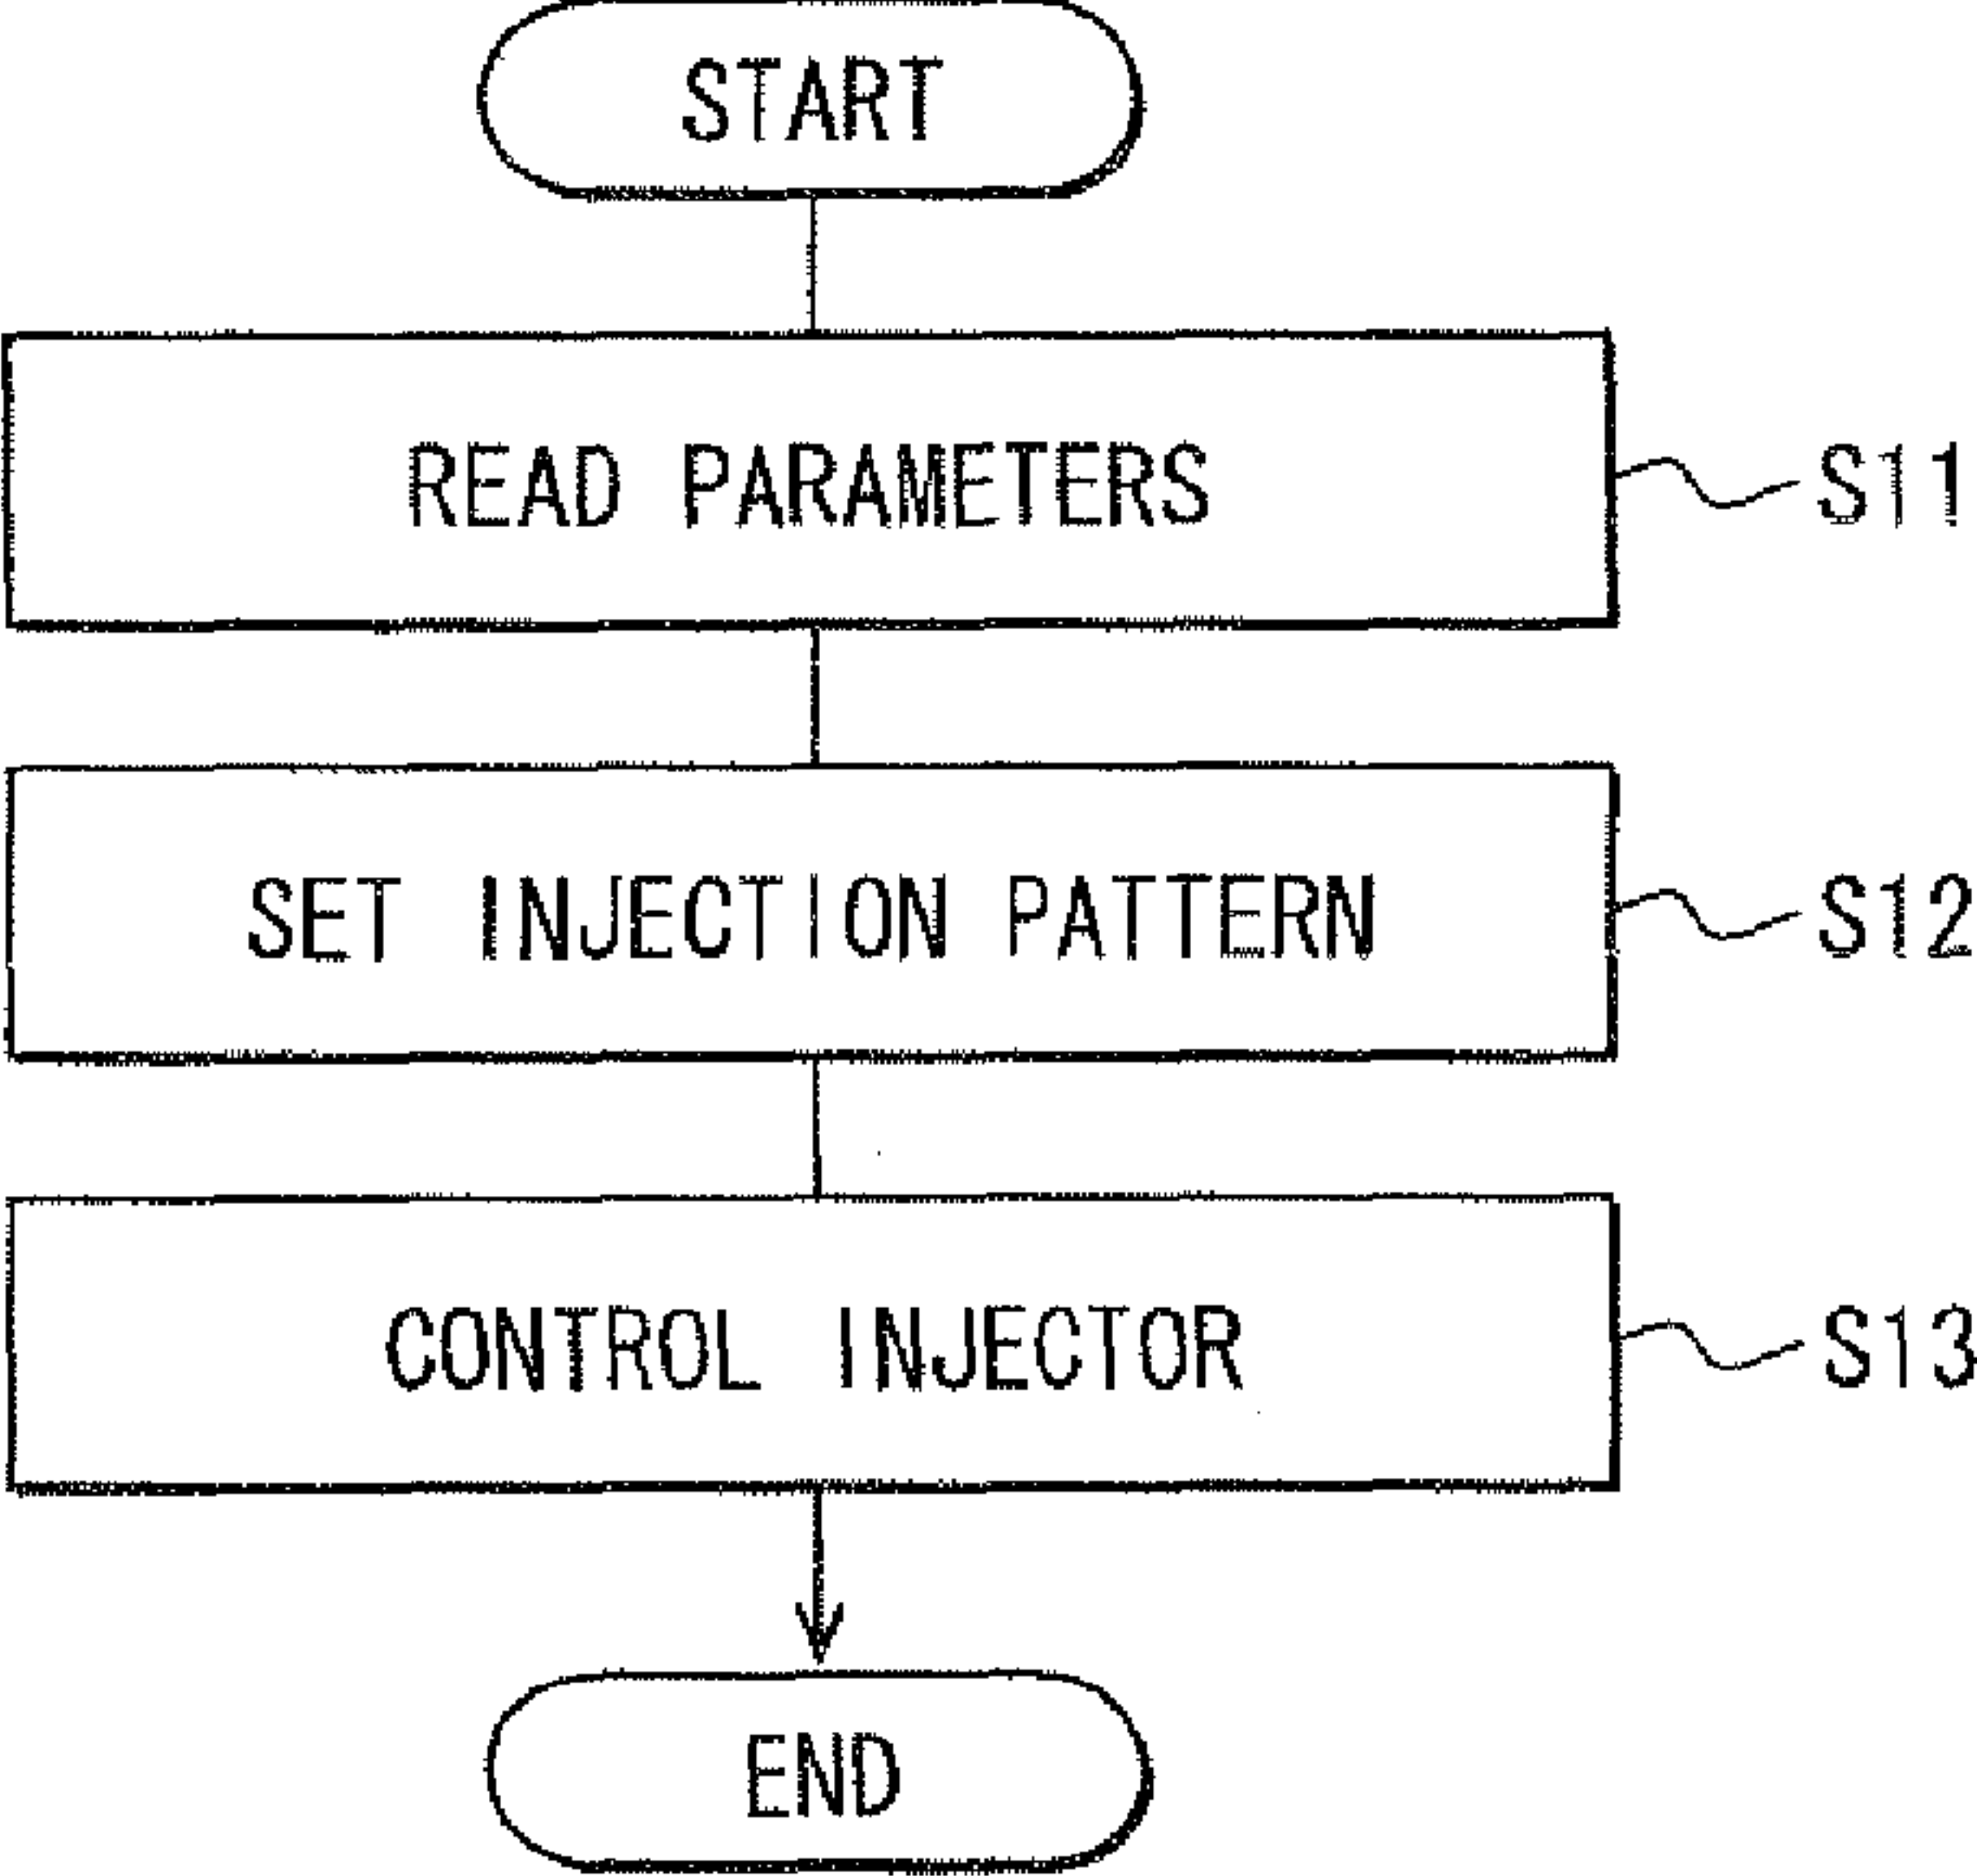 START
READ PARAMETERS S11
SET INJECTION PATTERN S12
CONTROL INJECTOR S13
END